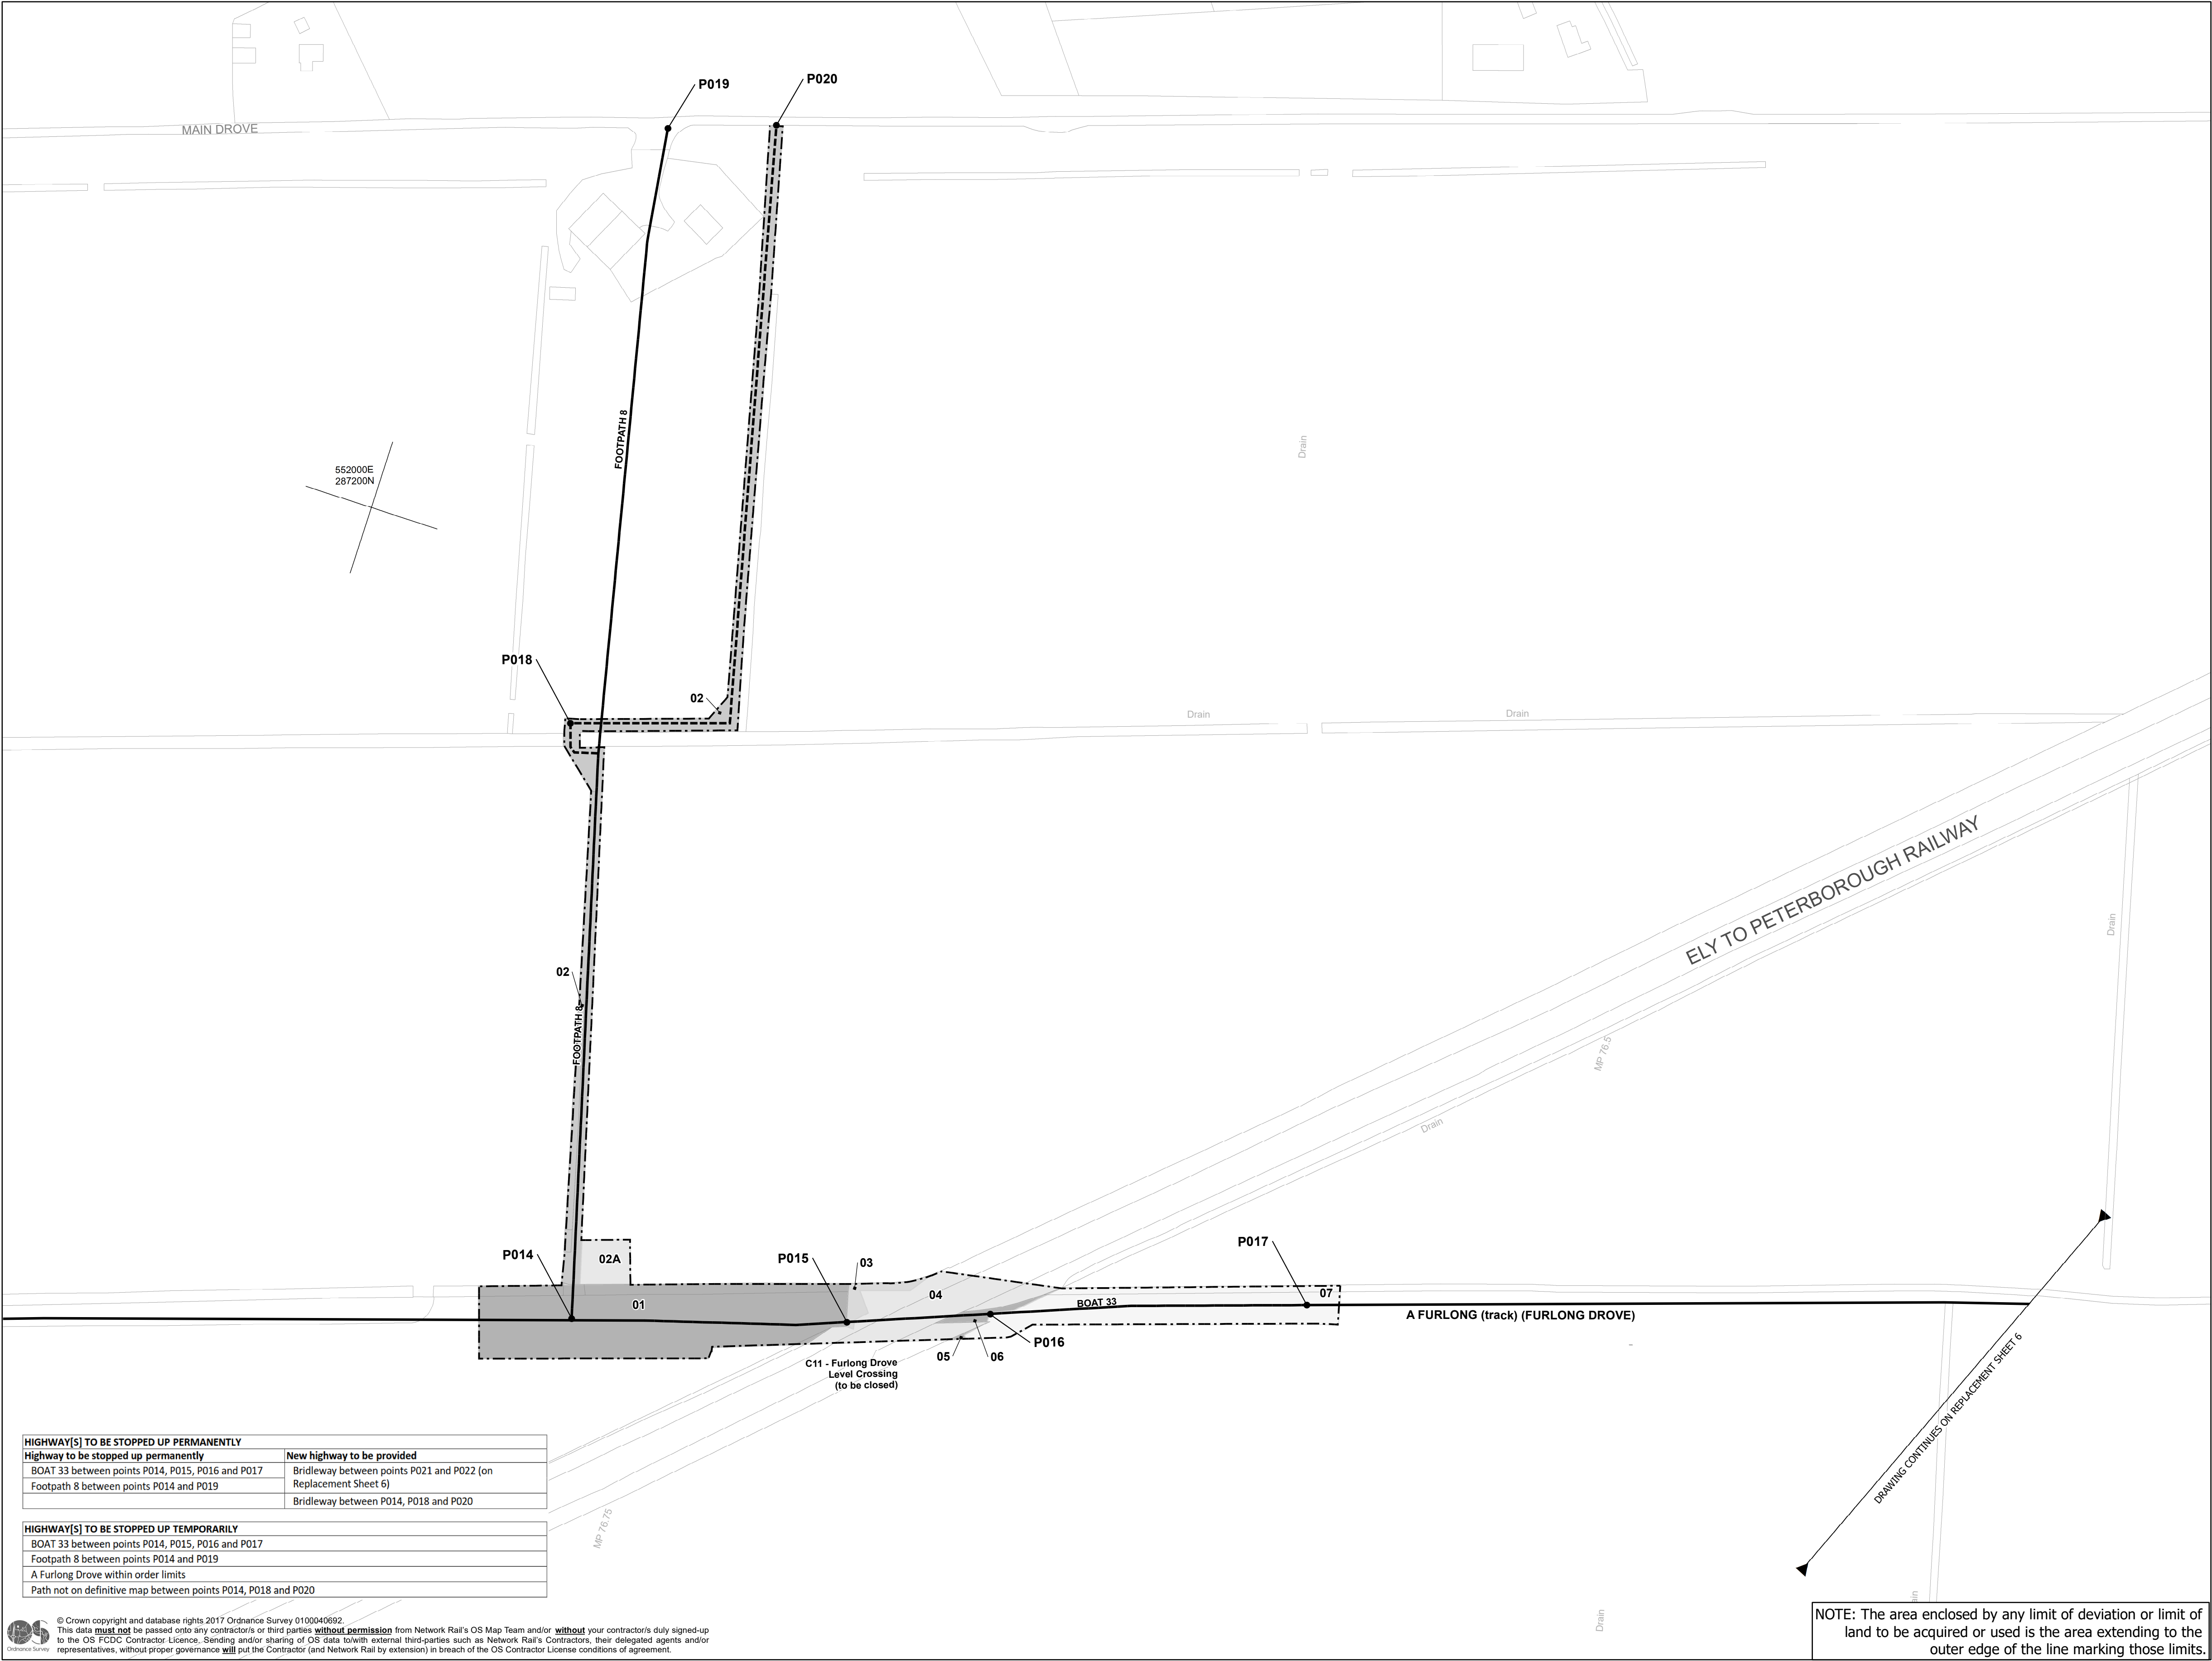 P019
P020
MAIN DROVE
552000E
287200N
FOOTPATH 8
Drain
P018
02
Drain
Drain
ELY TO PETERBOROUGH RAILWAY
Drain
02
FOOTPATH 8
MP 76.5
Drain
P014
02A
P015
03
P017
01
04
BOAT 33
07
A FURLONG (track) (FURLONG DROVE)
P016
05
06
C11 - Furlong Drove
Level Crossing
(to be closed)
DRAWING CONTINUES ON REPLACEMENT SHEET 6
HIGHWAY[S] TO BE STOPPED UP PERMANENTLY
Highway to be stopped up permanently New highway to be provided
BOAT 33 between points P014, P015, P016 and P017 Bridleway between points P021 and P022 (on
Footpath 8 between points P014 and P019 Replacement Sheet 6)
Bridleway between P014, P018 and P020
MP 76.75
HIGHWAY[S] TO BE STOPPED UP TEMPORARILY
BOAT 33 between points P014, P015, P016 and P017
Footpath 8 between points P014 and P019
A Furlong Drove within order limits
Path not on definitive map between points P014, P018 and P020
Drain
ain
© Crown copyright and database rights 2017 Ordnance Survey 0100040692.
This data must not be passed onto any contractor/s or third parties without permission from Network Rail's OS Map Team and/or without your contractor/s duly signed-up
to the OS FCDC Contractor Licence, Sending and/or sharing of OS data to/with external third-parties such as Network Rail's Contractors, their delegated agents and/or
representatives, without proper governance will put the Contractor (and Network Rail by extension) in breach of the OS Contractor License conditions of agreement.
OS
Ordnance Survey
NOTE: The area enclosed by any limit of deviation or limit of
land to be acquired or used is the area extending to the
outer edge of the line marking those limits.